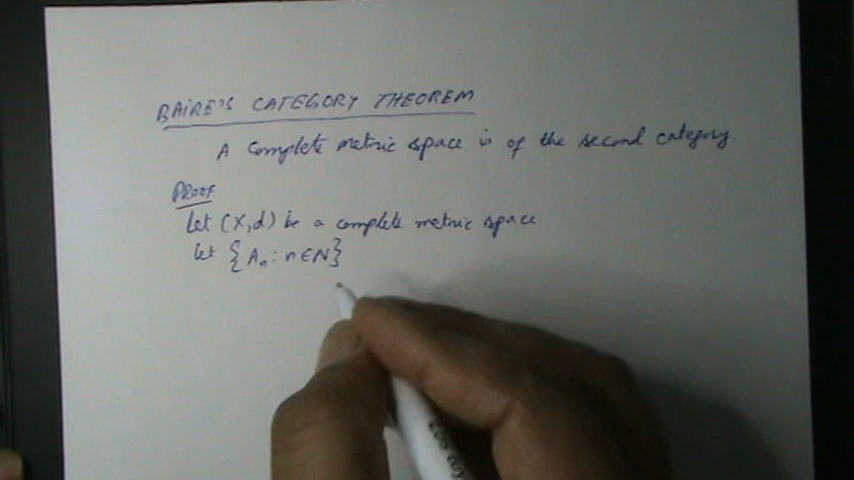 BAIRE'S CATEGORY THEOREM
A complete metric space is of the second category.
PROOF
Let (X,d) be a complete metric space.
let {Aₙ : n∈N}